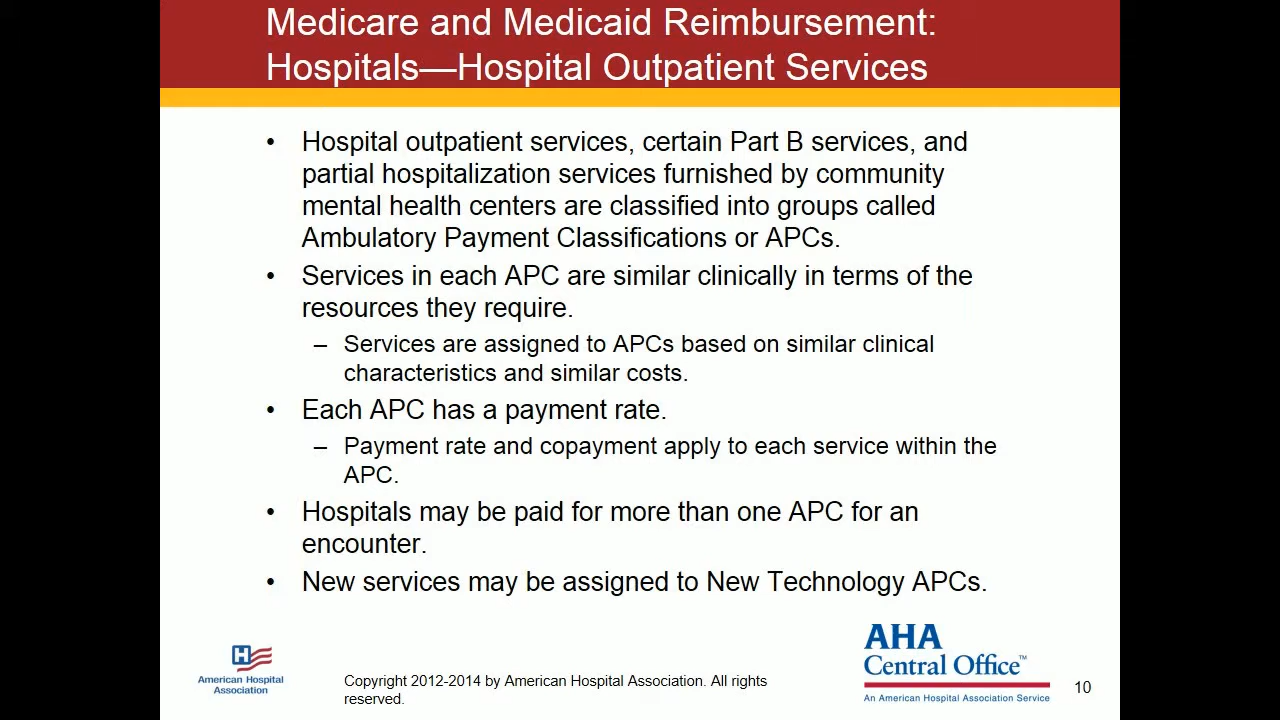 Medicare and Medicaid Reimbursement:
Hospitals—Hospital Outpatient Services
• Hospital outpatient services, certain Part B services, and
partial hospitalization services furnished by community
mental health centers are classified into groups called
Ambulatory Payment Classifications or APCs.
• Services in each APC are similar clinically in terms of the
resources they require.
– Services are assigned to APCs based on similar clinical
characteristics and similar costs.
• Each APC has a payment rate.
– Payment rate and copayment apply to each service within the
APC.
• Hospitals may be paid for more than one APC for an
encounter.
• New services may be assigned to New Technology APCs.
H
American Hospital
Association
Copyright 2012-2014 by American Hospital Association. All rights
reserved.
AHA
Central Office™
An American Hospital Association Service
10